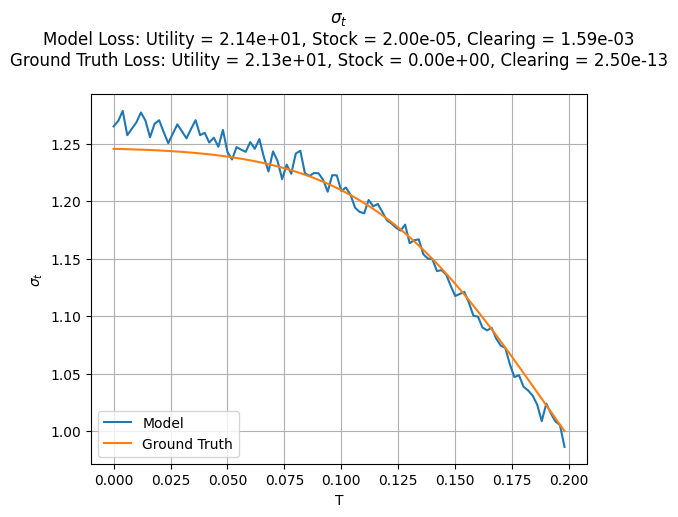 σt
Model Loss: Utility = 2.14e+01, Stock = 2.00e-05, Clearing = 1.59e-03
Ground Truth Loss: Utility = 2.13e+01, Stock = 0.00e+00, Clearing = 2.50e-13
1.25
1.20
1.15
1.10
1.05
1.00
σt
Model
Ground Truth
0.000 0.025 0.050 0.075 0.100 0.125 0.150 0.175 0.200
T